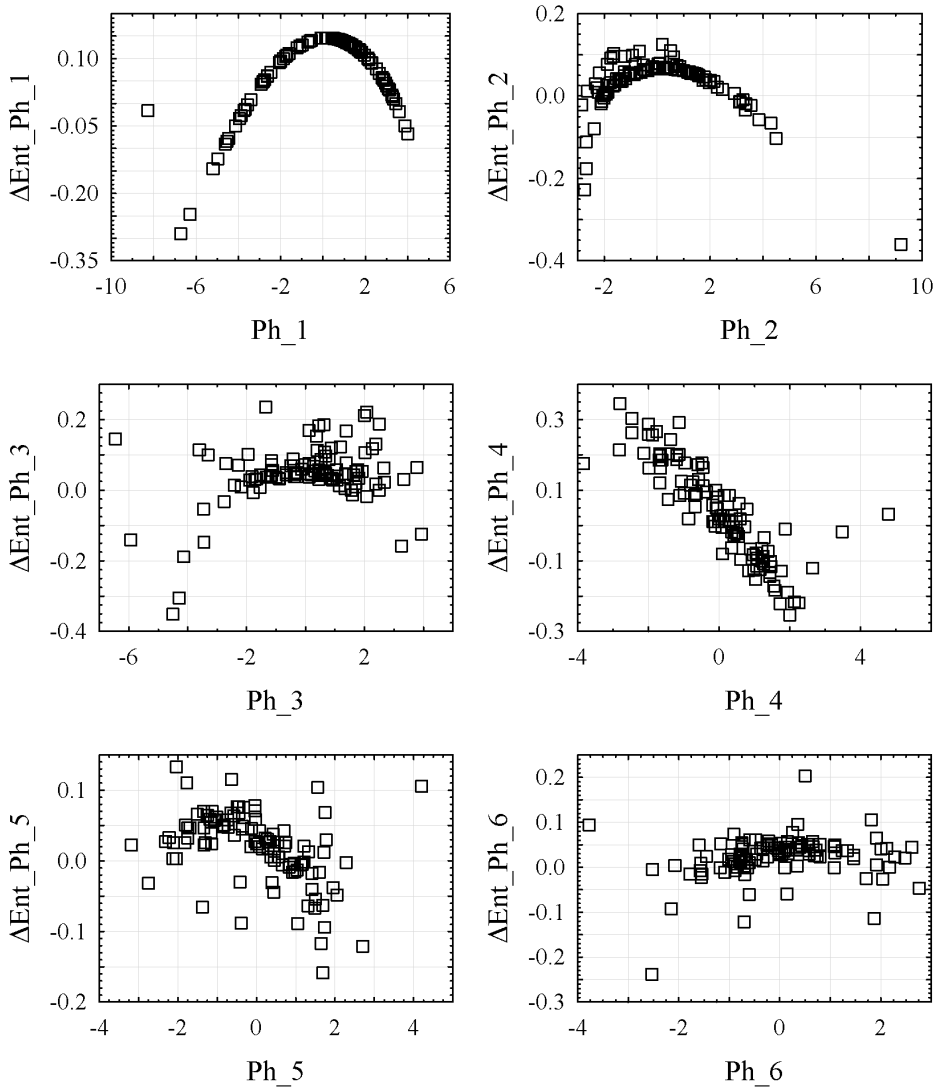 0.10
-0.05
-0.20
-0.35
ΔEnt_Ph_1
-10 -6 -2 2 6
Ph_1
0.2
0.0
-0.2
-0.4
ΔEnt_Ph_2
-2 2 6 10
Ph_2
0.2
0.0
-0.2
-0.4
ΔEnt_Ph_3
-6 -2 2
Ph_3
0.3
0.1
-0.1
-0.3
ΔEnt_Ph_4
-4 0 4
Ph_4
0.1
0.0
-0.1
-0.2
ΔEnt_Ph_5
-4 -2 0 2 4
Ph_5
0.2
0.1
0.0
-0.1
-0.2
-0.3
ΔEnt_Ph_6
-4 -2 0 2
Ph_6